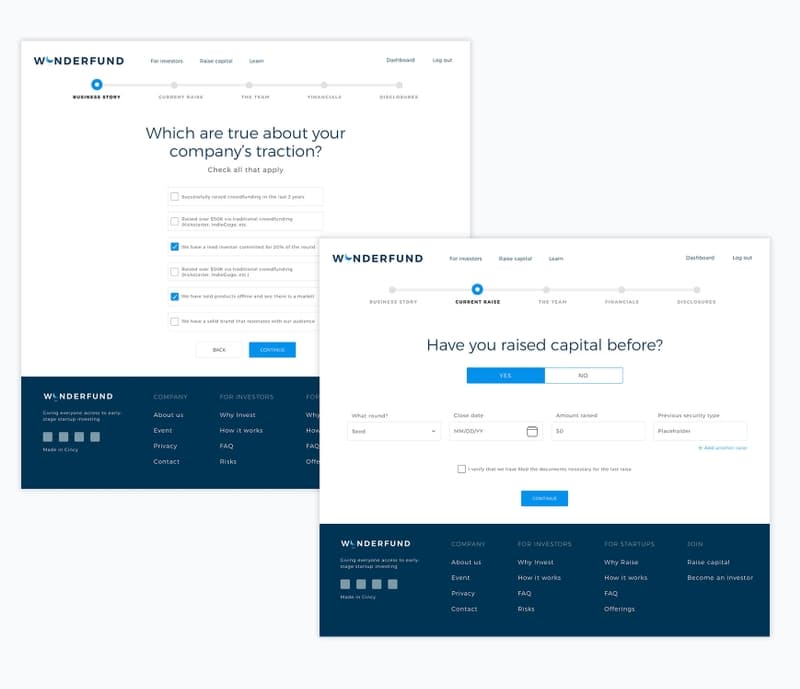 WONDERFUND
For investors
Raise capital
Learn
Dashboard
Log out
BUSINESS STORY
CURRENT RAISE
THE TEAM
FINANCIALS
DISCLOSURES
Which are true about your
company's traction?
Check all that apply
Successfully raised crowdfunding in the last 2 years
Raised over $50K via traditional crowdfunding
(Kickstarter, IndieGogo, etc.
We have a lead investor committed for 20% of the round
Raised over $50K via traditional crowdfunding
(Kickstarter, IndieGogo, etc.)
We have sold products offline and see there is a market
We have a solid brand that resonates with our audience
BACK
CONTINUE
WONDERFUND
Giving everyone access to early-
stage startup investing
Made in Cincy
COMPANY
About us
Event
Privacy
Contact
FOR INVESTORS
Why Invest
How it works
FAQ
Risks
FOR
Why
How
FAQ
Offe
WONDERFUND
For investors
Raise capital
Learn
Dashboard
Log out
BUSINESS STORY
CURRENT RAISE
THE TEAM
FINANCIALS
DISCLOSURES
Have you raised capital before?
YES
NO
What round?
Seed
Close date
MM/DD/YY
Amount raised
$0
Previous security type
Placeholder
+ Add another raise
I verify that we have filed the documents necessary for the last raise
CONTINUE
WONDERFUND
Giving everyone access to early-
stage startup investing
Made in Cincy
COMPANY
About us
Event
Privacy
Contact
FOR INVESTORS
Why Invest
How it works
FAQ
Risks
FOR STARTUPS
Why Raise
How it works
FAQ
Offerings
JOIN
Raise capital
Become an investor